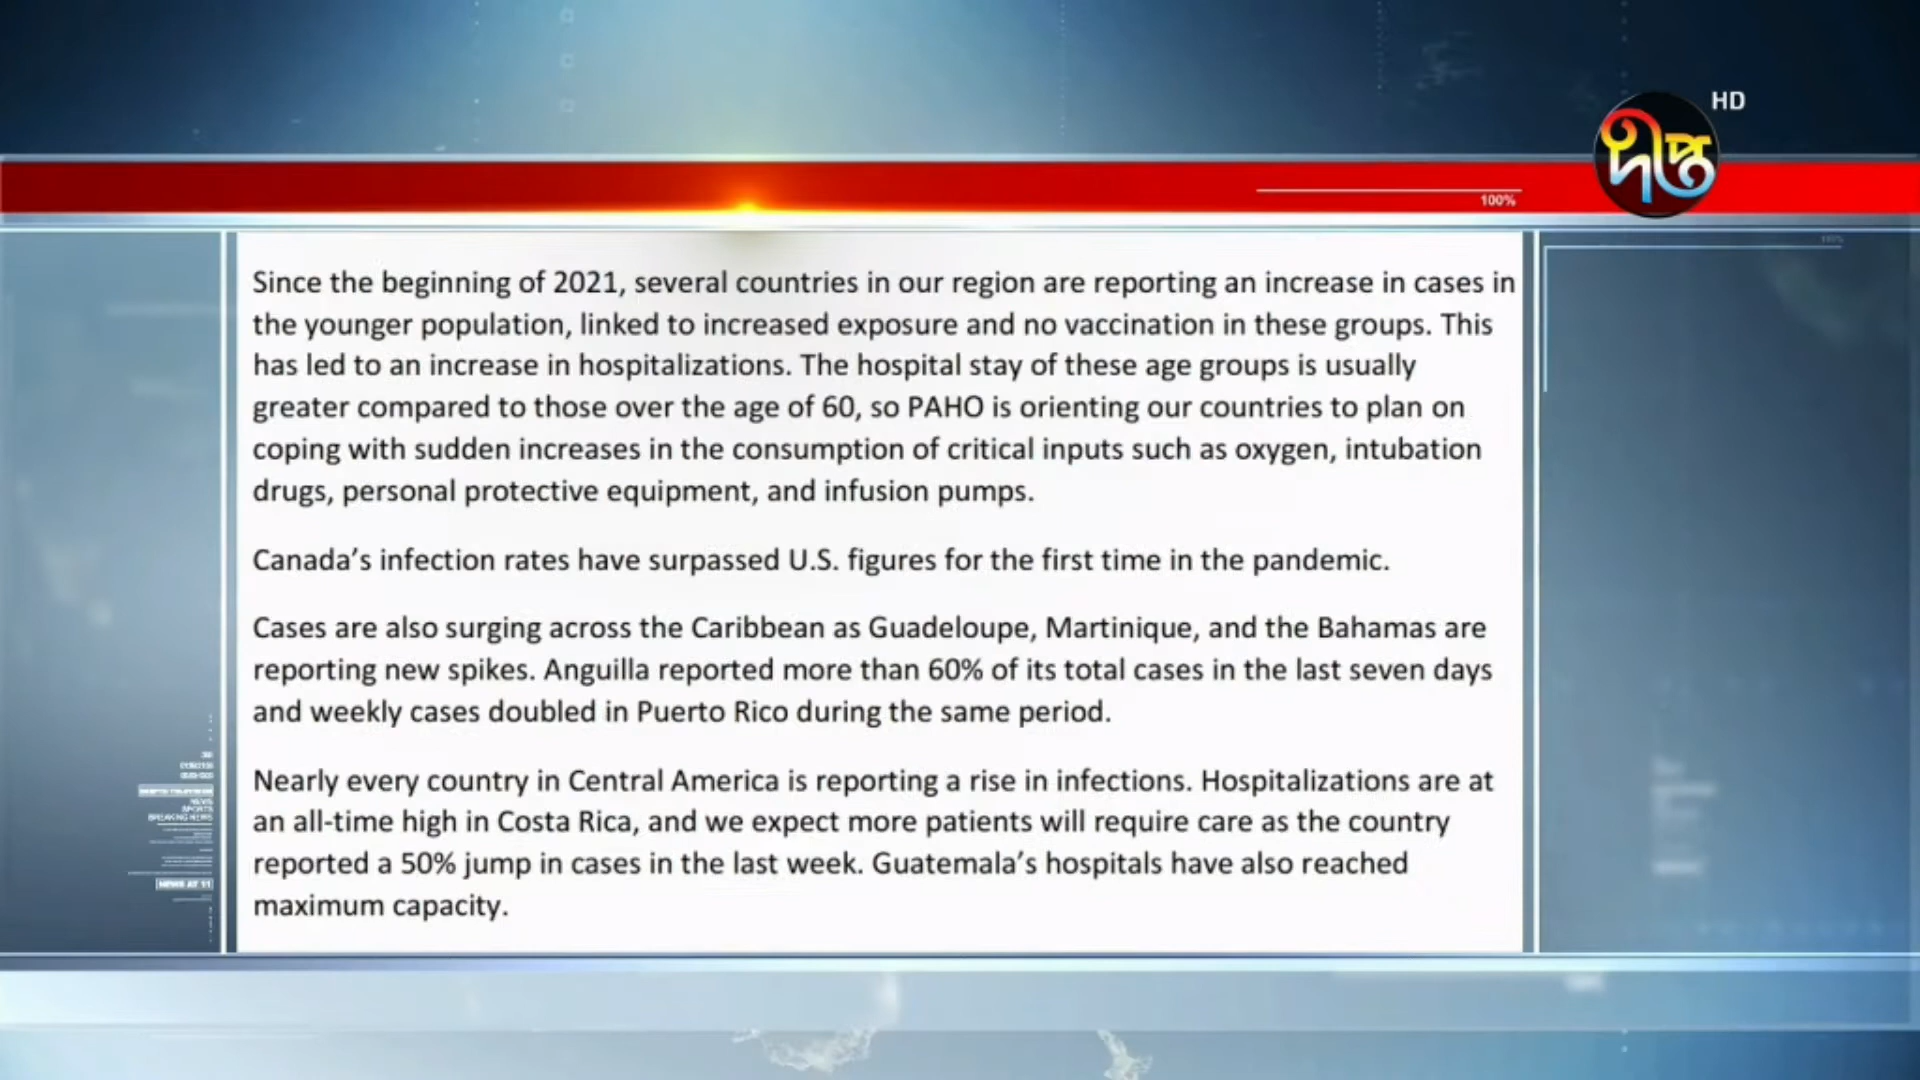 HD
দীপ্ত
100%
Since the beginning of 2021, several countries in our region are reporting an increase in cases in
the younger population, linked to increased exposure and no vaccination in these groups. This
has led to an increase in hospitalizations. The hospital stay of these age groups is usually
greater compared to those over the age of 60, so PAHO is orienting our countries to plan on
coping with sudden increases in the consumption of critical inputs such as oxygen, intubation
drugs, personal protective equipment, and infusion pumps.
Canada’s infection rates have surpassed U.S. figures for the first time in the pandemic.
Cases are also surging across the Caribbean as Guadeloupe, Martinique, and the Bahamas are
reporting new spikes. Anguilla reported more than 60% of its total cases in the last seven days
and weekly cases doubled in Puerto Rico during the same period.
Nearly every country in Central America is reporting a rise in infections. Hospitalizations are at
an all-time high in Costa Rica, and we expect more patients will require care as the country
reported a 50% jump in cases in the last week. Guatemala’s hospitals have also reached
maximum capacity.
NEWS
SPORTS
BREAKING NEWS
NEWS AT 11